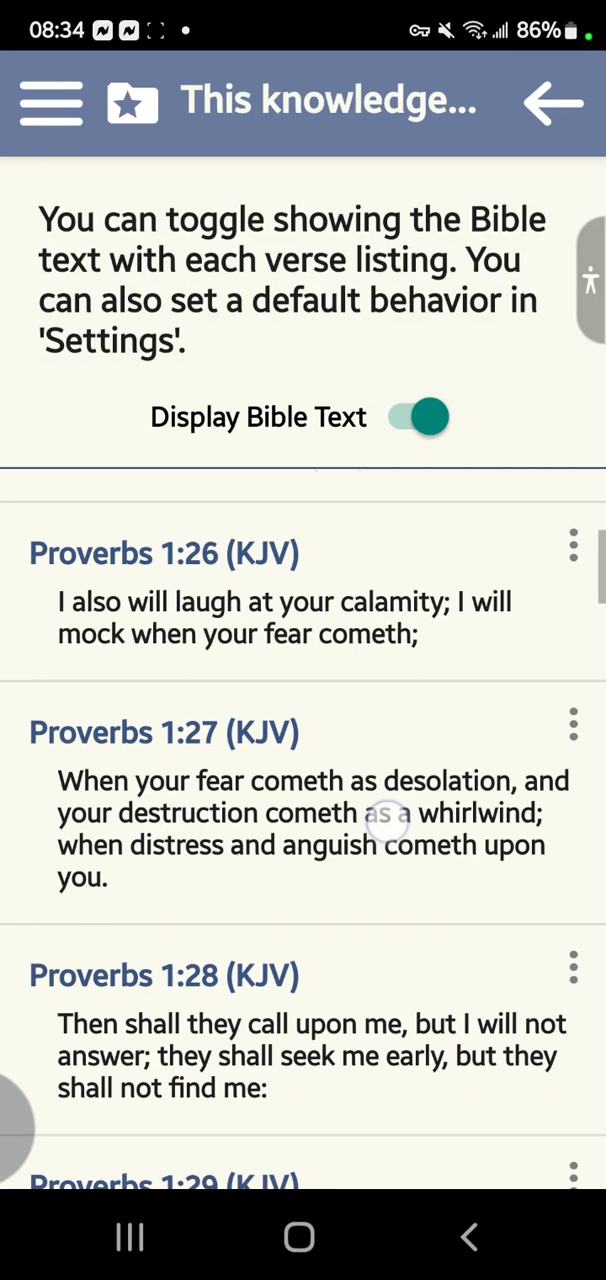 08:34
86%
This knowledge...
You can toggle showing the Bible
text with each verse listing. You
can also set a default behavior in
'Settings'.
Display Bible Text
Proverbs 1:26 (KJV)
I also will laugh at your calamity; I will
mock when your fear cometh;
Proverbs 1:27 (KJV)
When your fear cometh as desolation, and
your destruction cometh as a whirlwind;
when distress and anguish cometh upon
you.
Proverbs 1:28 (KJV)
Then shall they call upon me, but I will not
answer; they shall seek me early, but they
shall not find me:
Proverbs 1:29 (KJV)